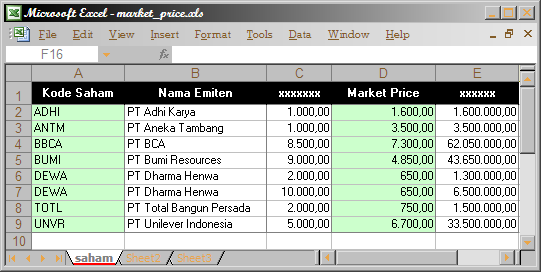 Microsoft Excel - market_price.xls
File Edit View Insert Format Tools Data Window Help
F16
A B C D E
1 Kode Saham Nama Emiten xxxxxxx Market Price xxxxxx
2 ADHI PT Adhi Karya 1.000,00 1.600,00 1.600.000,00
3 ANTM PT Aneka Tambang 1.000,00 3.500,00 3.500.000,00
4 BBCA PT BCA 8.500,00 7.300,00 62.050.000,00
5 BUMI PT Bumi Resources 9.000,00 4.850,00 43.650.000,00
6 DEWA PT Dharma Henwa 2.000,00 650,00 1.300.000,00
7 DEWA PT Dharma Henwa 10.000,00 650,00 6.500.000,00
8 TOTL PT Total Bangun Persada 2.000,00 750,00 1.500.000,00
9 UNVR PT Unilever Indonesia 5.000,00 6.700,00 33.500.000,00
10
saham Sheet2 Sheet3